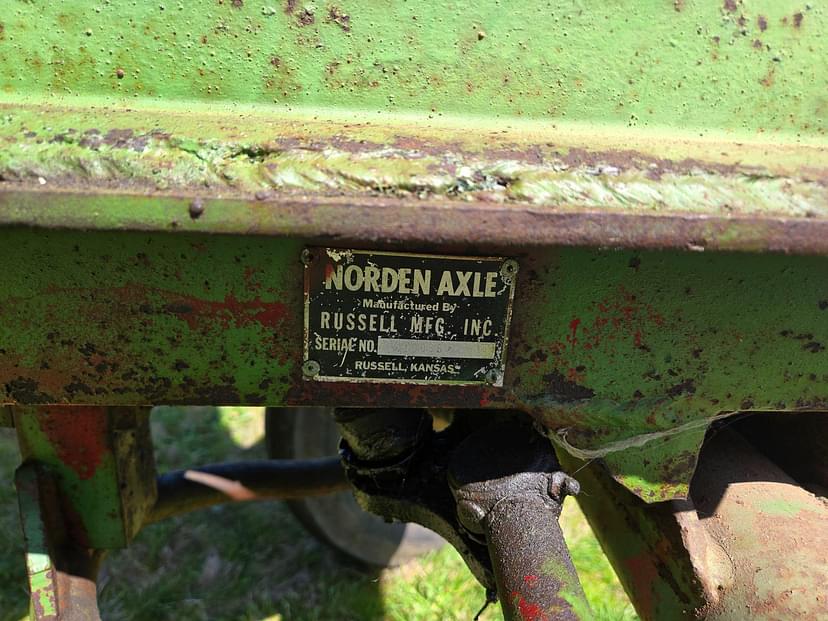 NORDEN AXLE
Manufactured By
RUSSELL MFG. INC.
SERIAL NO.
RUSSELL, KANSAS